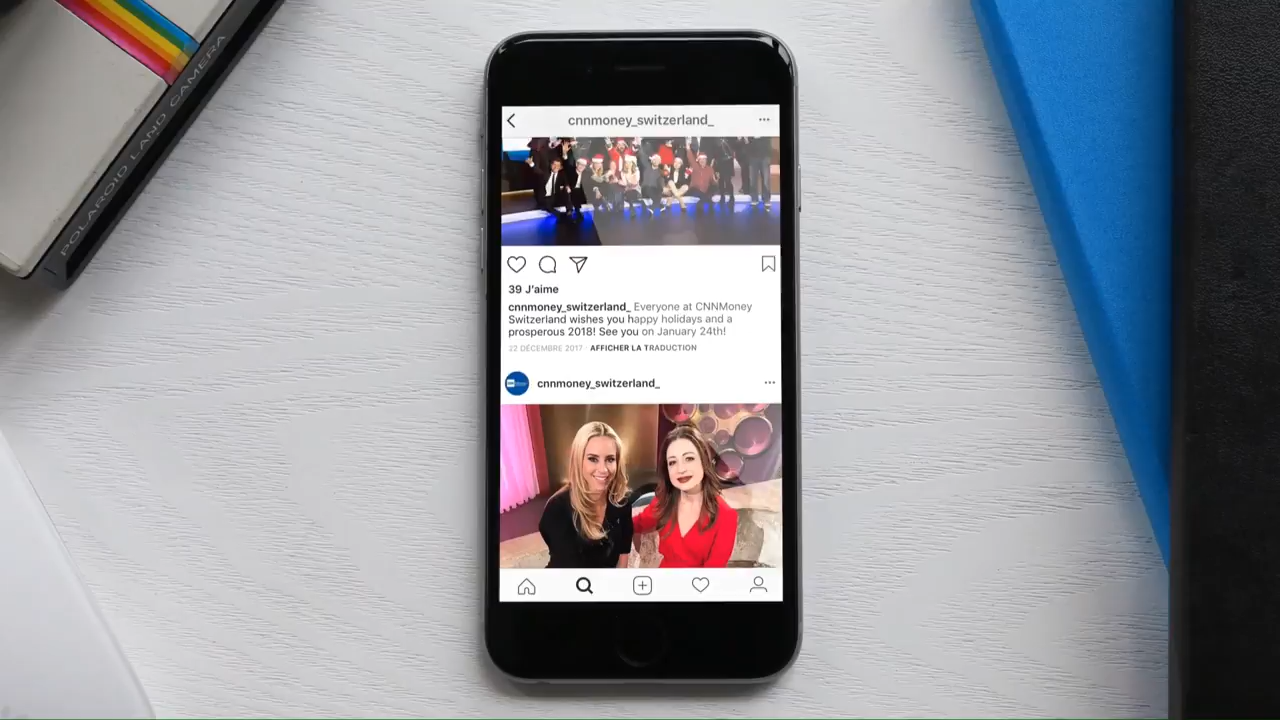 POLAROID LAND CAMERA
cnnmoney_switzerland_
39 J'aime
cnnmoney_switzerland_ Everyone at CNNMoney
Switzerland wishes you happy holidays and a
prosperous 2018! See you on January 24th!
22 DÉCEMBRE 2017 · AFFICHER LA TRADUCTION
cnnmoney_switzerland_